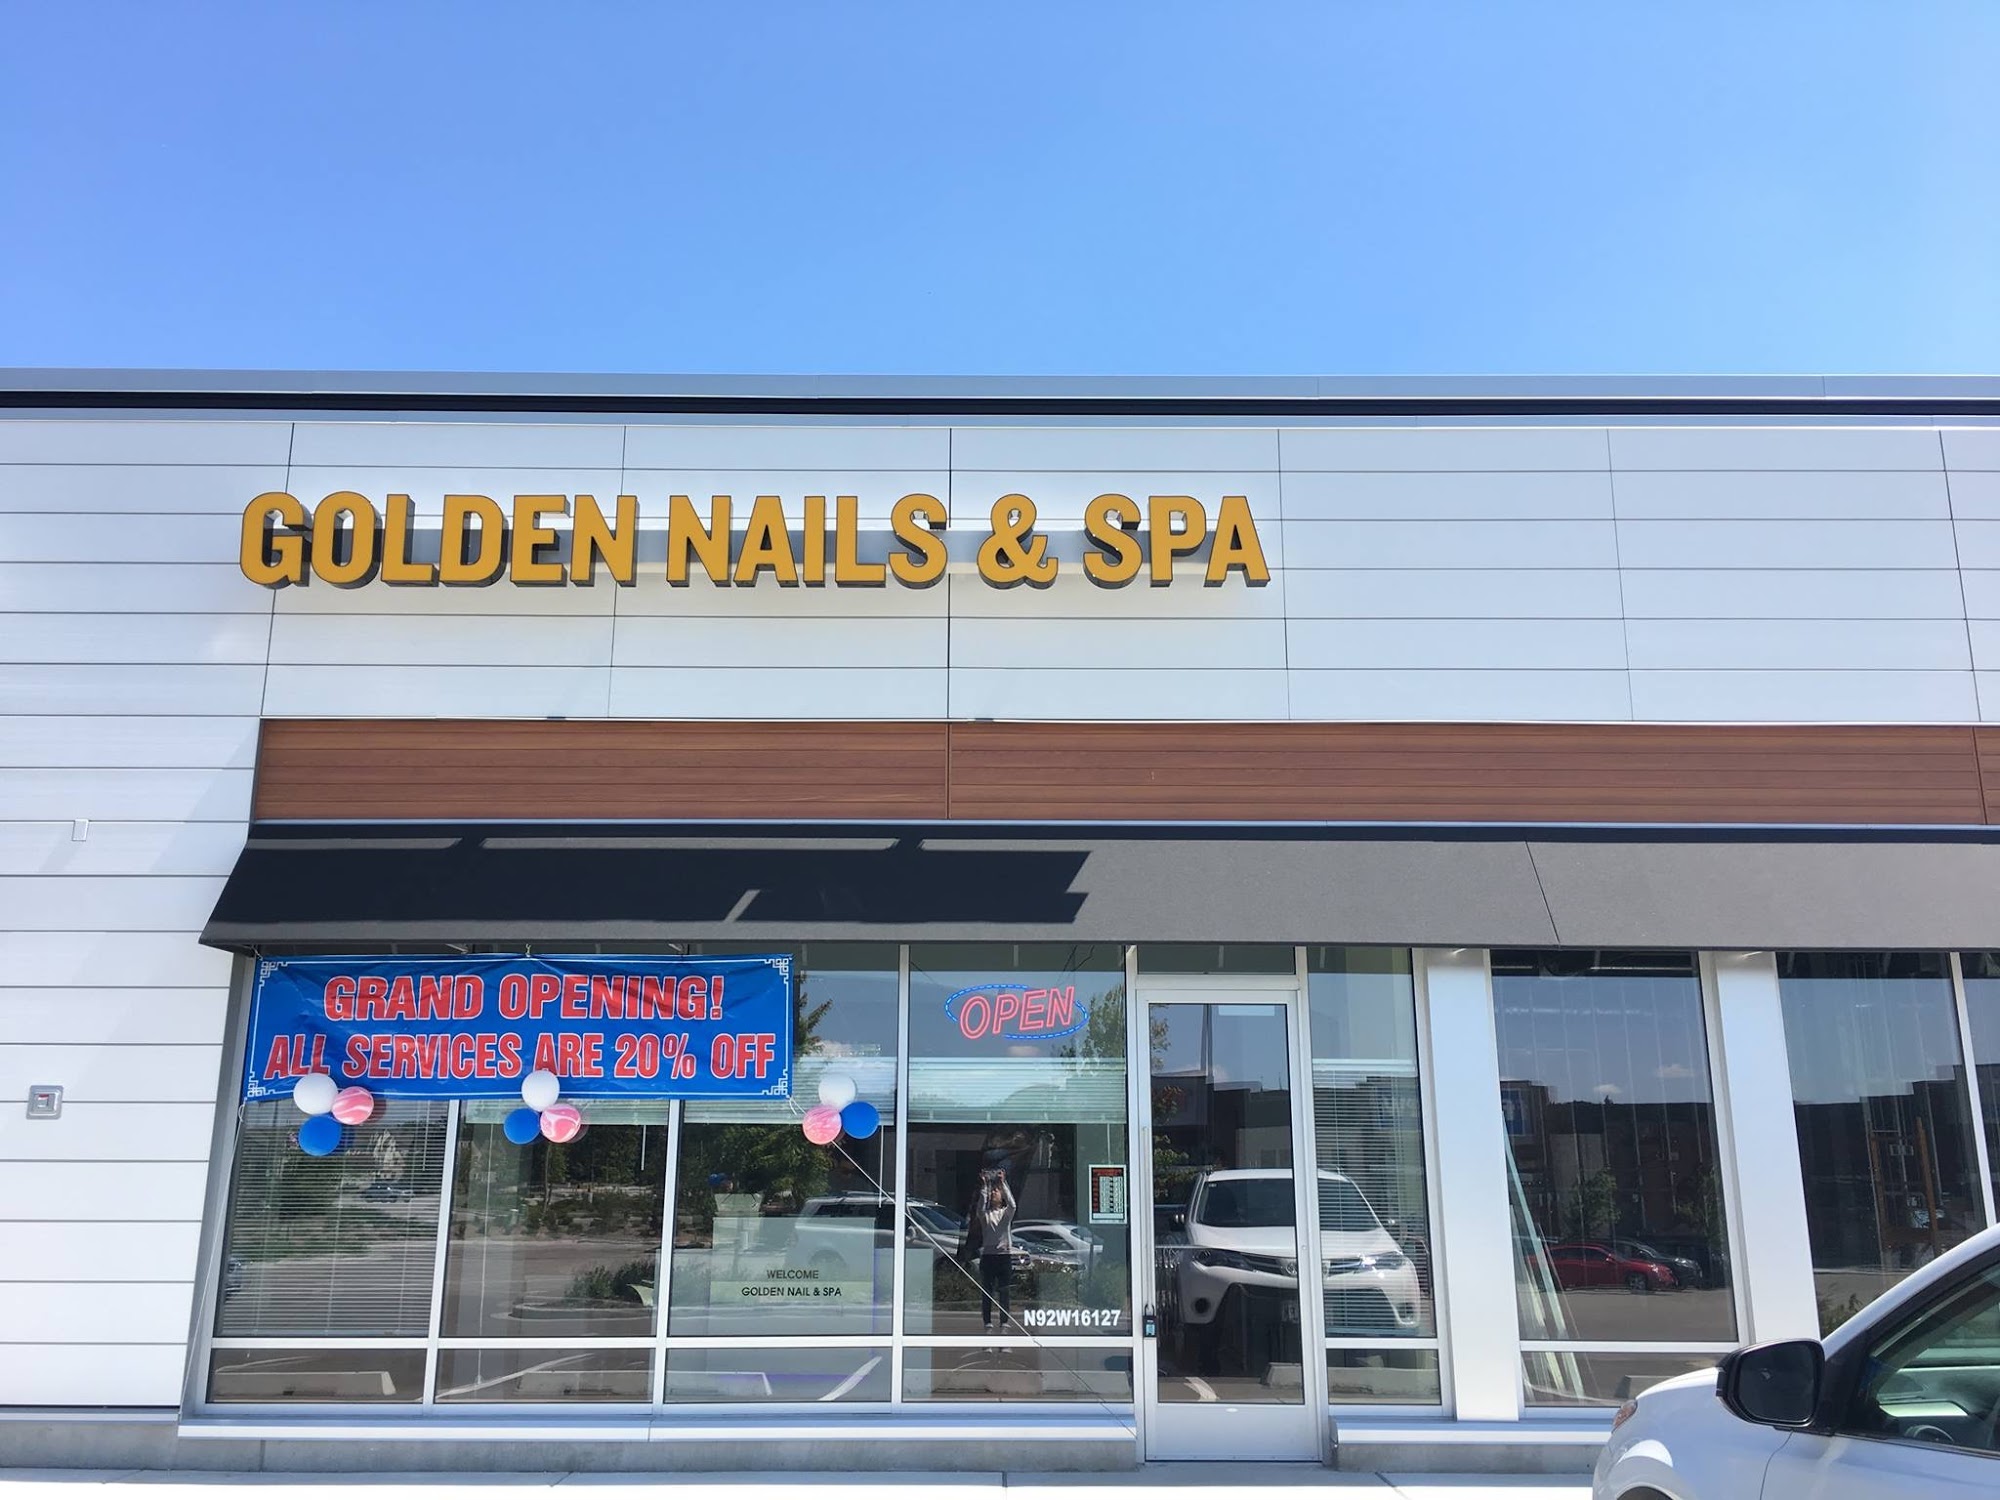 GOLDEN NAILS & SPA
GRAND OPENING!
ALL SERVICES ARE 20% OFF
OPEN
WELCOME
GOLDEN NAIL & SPA
N92W16127